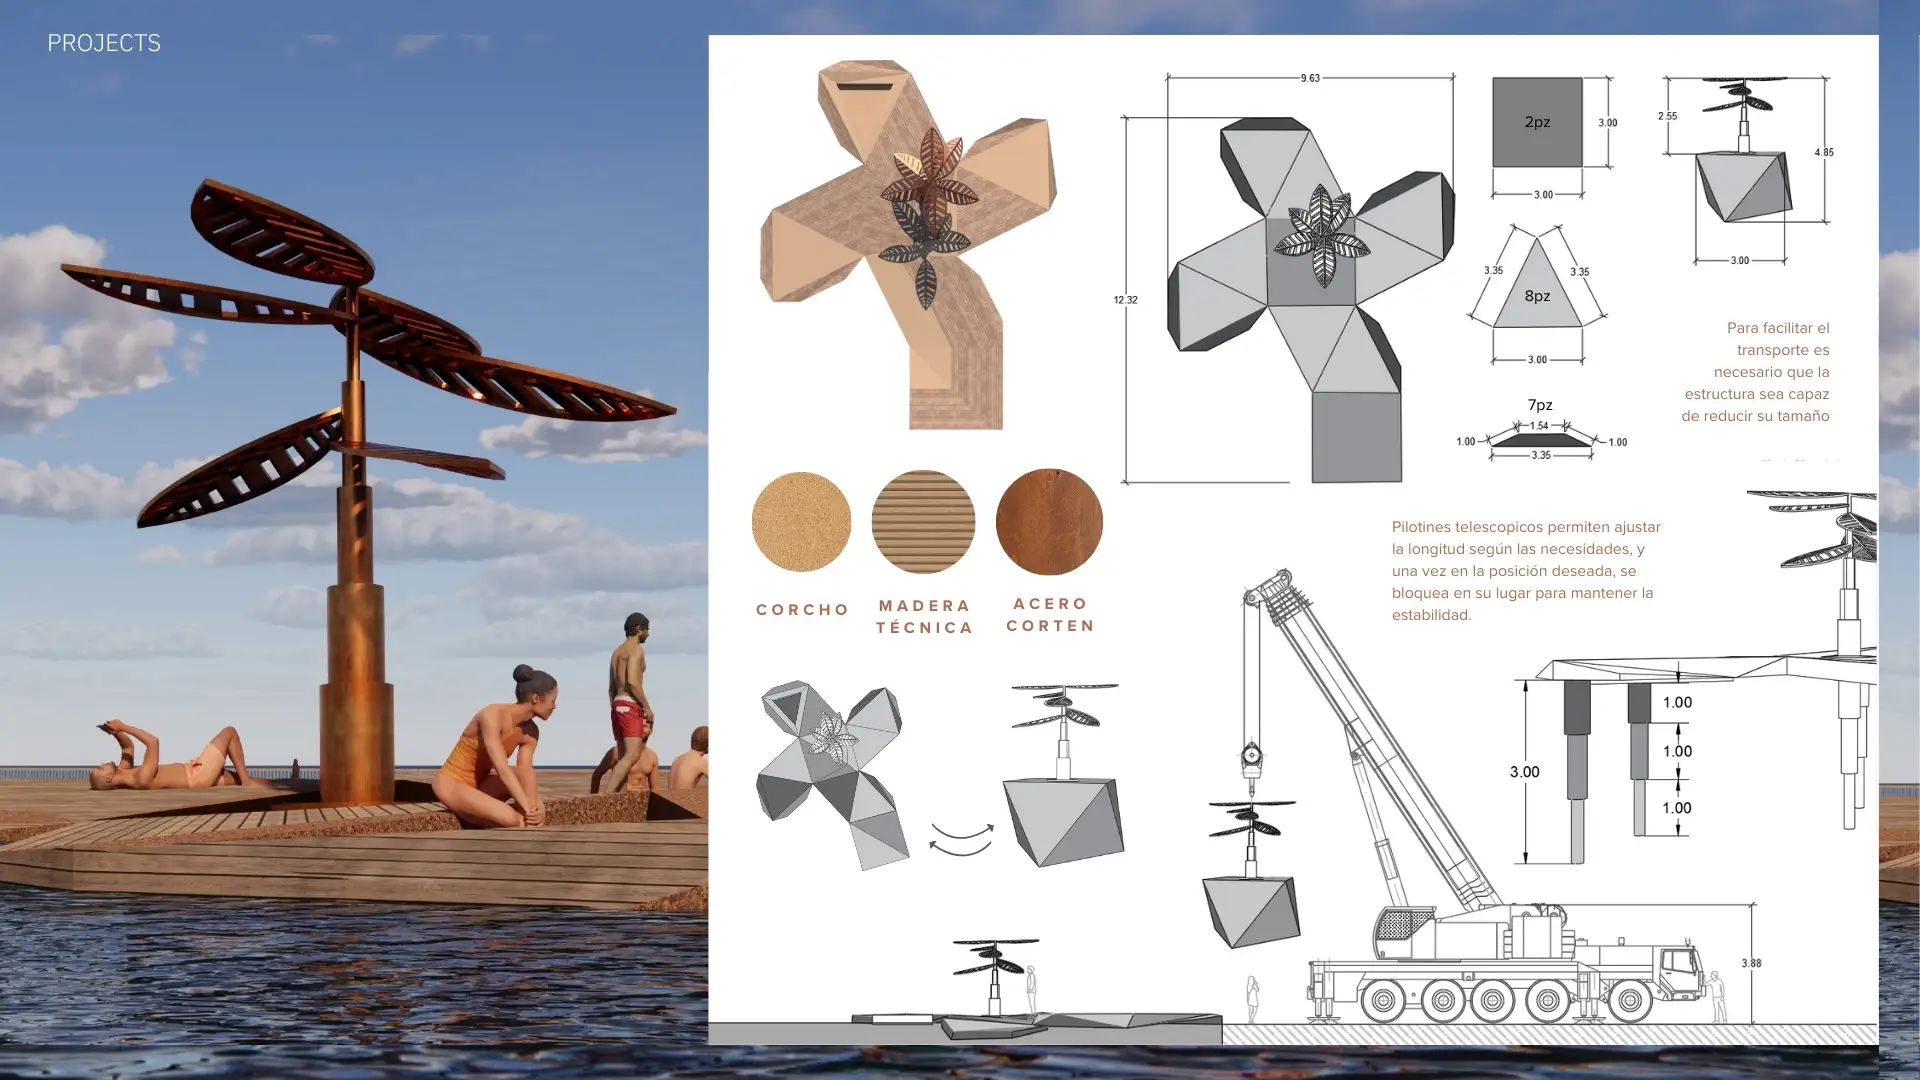 PROJECTS
9.63
12.32
2pz
3.00
3.00
2.55
4.85
3.00
3.35
3.35
8pz
3.00
7pz
1.54
1.00
1.00
3.35
Para facilitar el
transporte es
necesario que la
estructura sea capaz
de reducir su tamaño
CORCHO
MADERA
TÉCNICA
ACERO
CORTEN
Pilotines telescopicos permiten ajustar
la longitud según las necesidades, y
una vez en la posición deseada, se
bloquea en su lugar para mantener la
estabilidad.
3.00
1.00
1.00
1.00
3.88